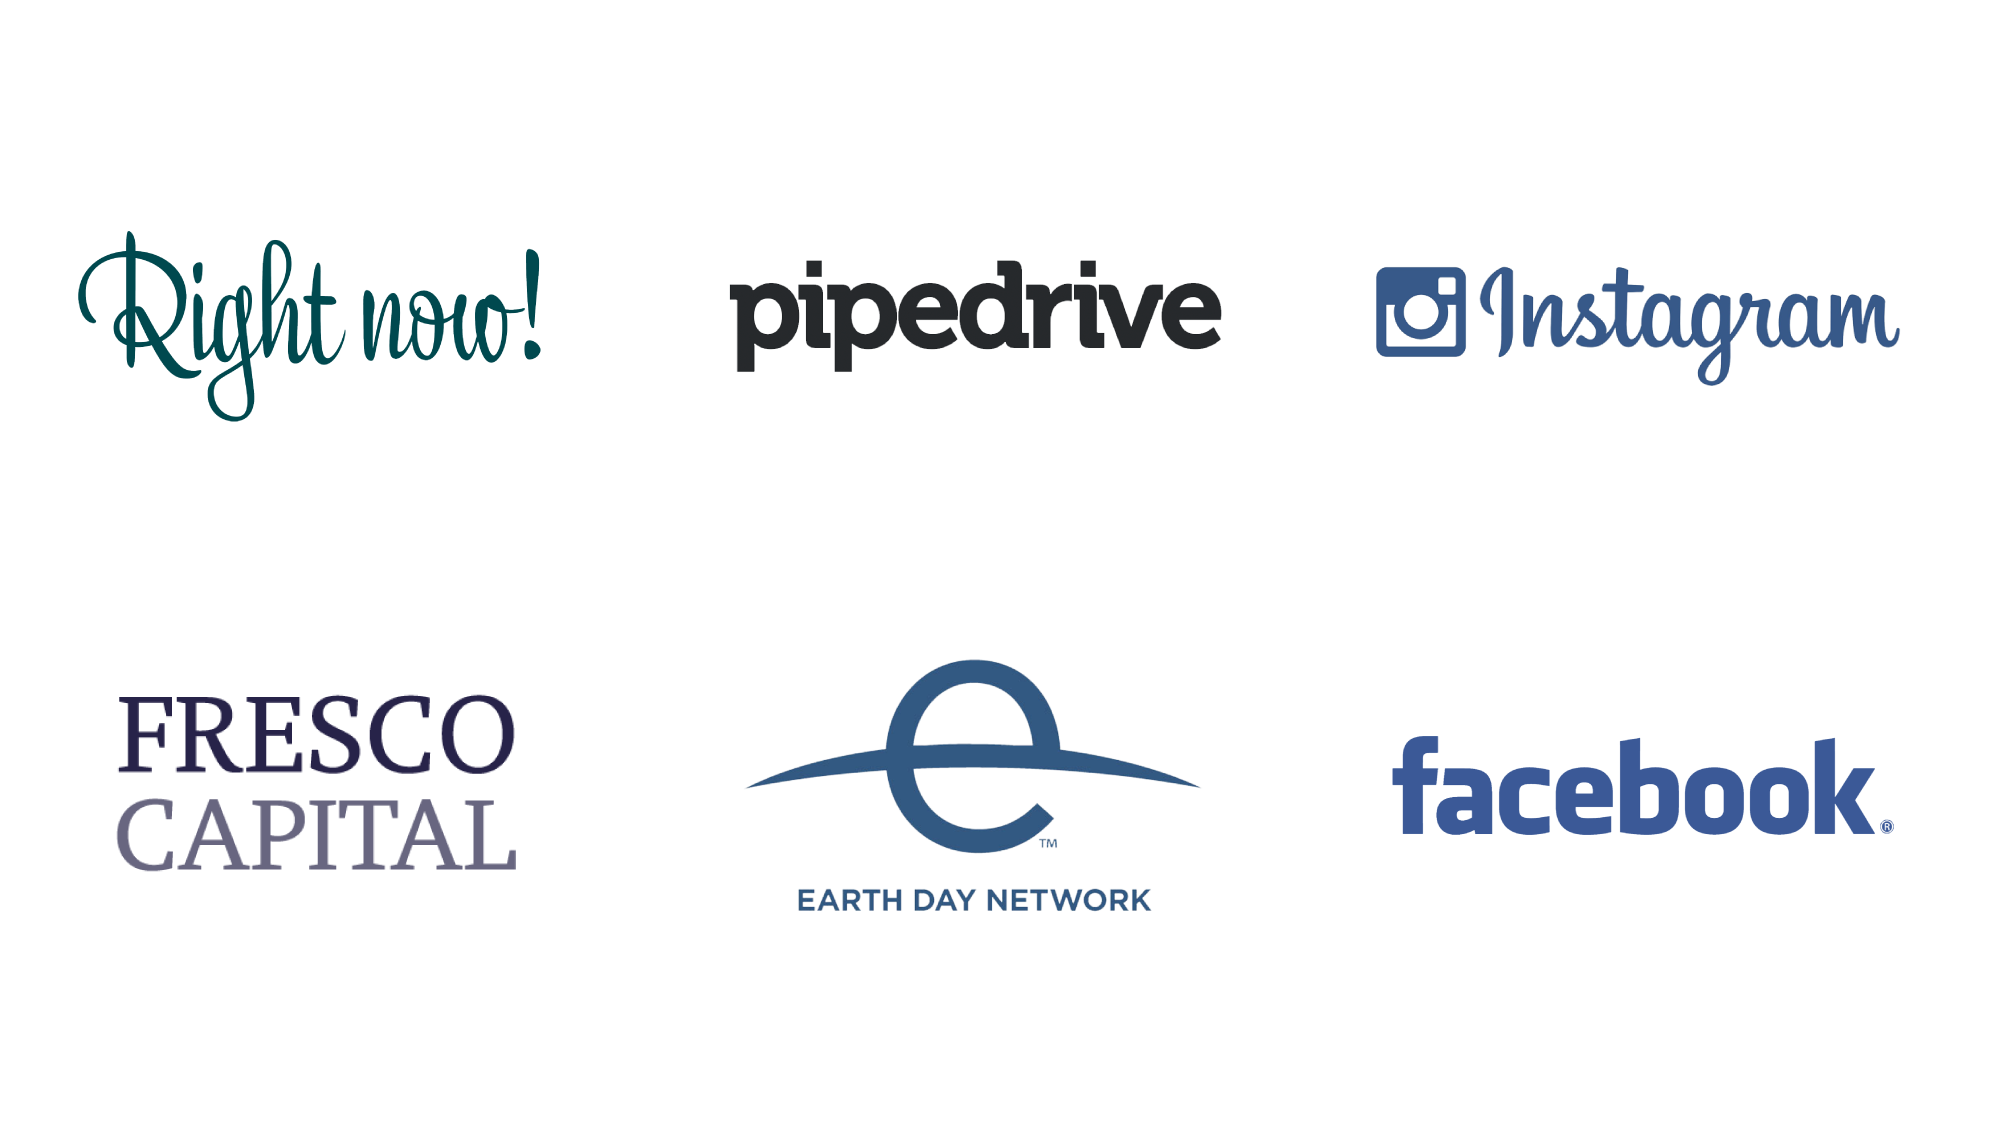 Right now!
pipedrive
Instagram
FRESCO
CAPITAL
e
™
EARTH DAY NETWORK
facebook®